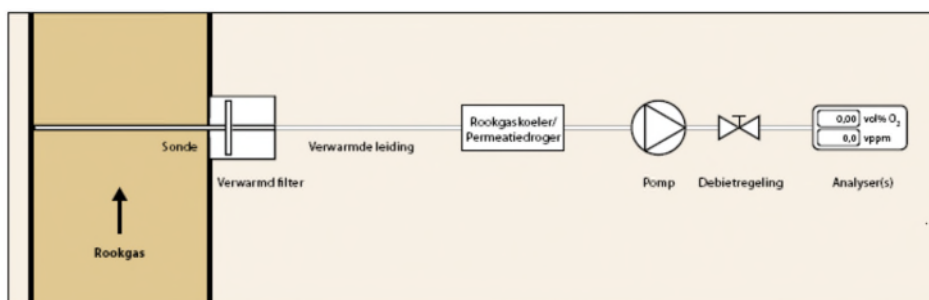 Rookgaskoeler/
Permeatiedroger
0,00 vol% O₂
0,0 vppm
Sonde
Verwarmde leiding
Verwarmd filter
Pomp
Debietregeling
Analyser(s)
Rookgas